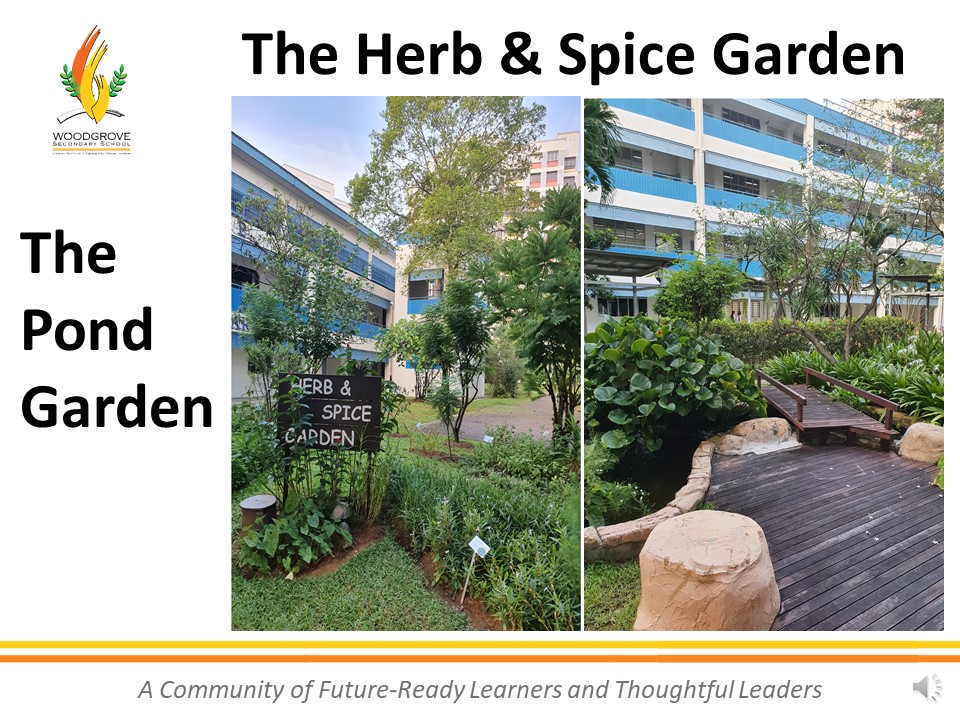 The Herb & Spice Garden
WOODGROVE
SECONDARY SCHOOL
The
Pond
Garden
HERB &
SPICE
GARDEN
A Community of Future-Ready Learners and Thoughtful Leaders